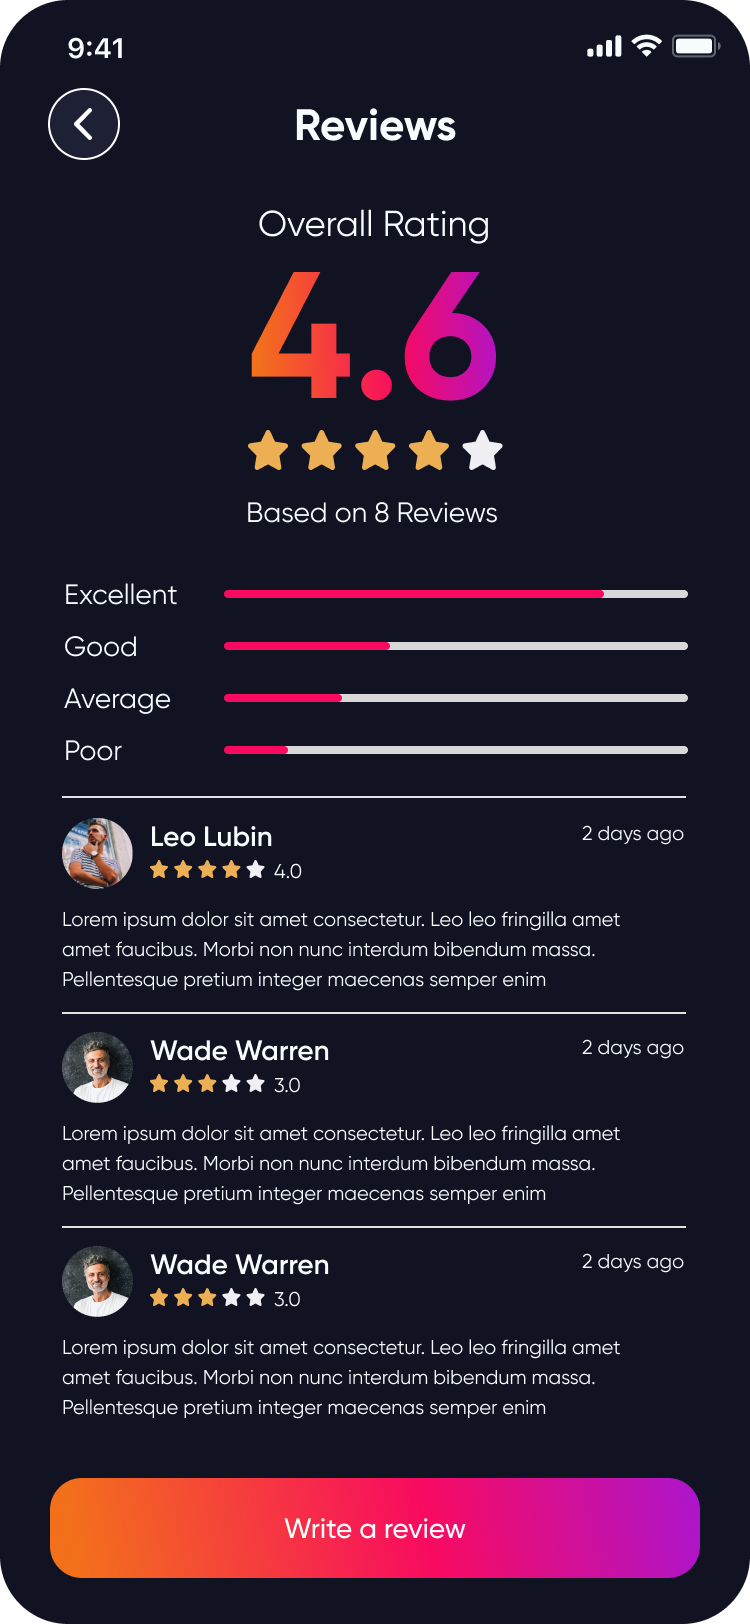 9:41
Reviews
Overall Rating
4.6
Based on 8 Reviews
Excellent
Good
Average
Poor
Leo Lubin
2 days ago
4.0
Lorem ipsum dolor sit amet consectetur. Leo leo fringilla amet
amet faucibus. Morbi non nunc interdum bibendum massa.
Pellentesque pretium integer maecenas semper enim
Wade Warren
2 days ago
3.0
Lorem ipsum dolor sit amet consectetur. Leo leo fringilla amet
amet faucibus. Morbi non nunc interdum bibendum massa.
Pellentesque pretium integer maecenas semper enim
Wade Warren
2 days ago
3.0
Lorem ipsum dolor sit amet consectetur. Leo leo fringilla amet
amet faucibus. Morbi non nunc interdum bibendum massa.
Pellentesque pretium integer maecenas semper enim
Write a review